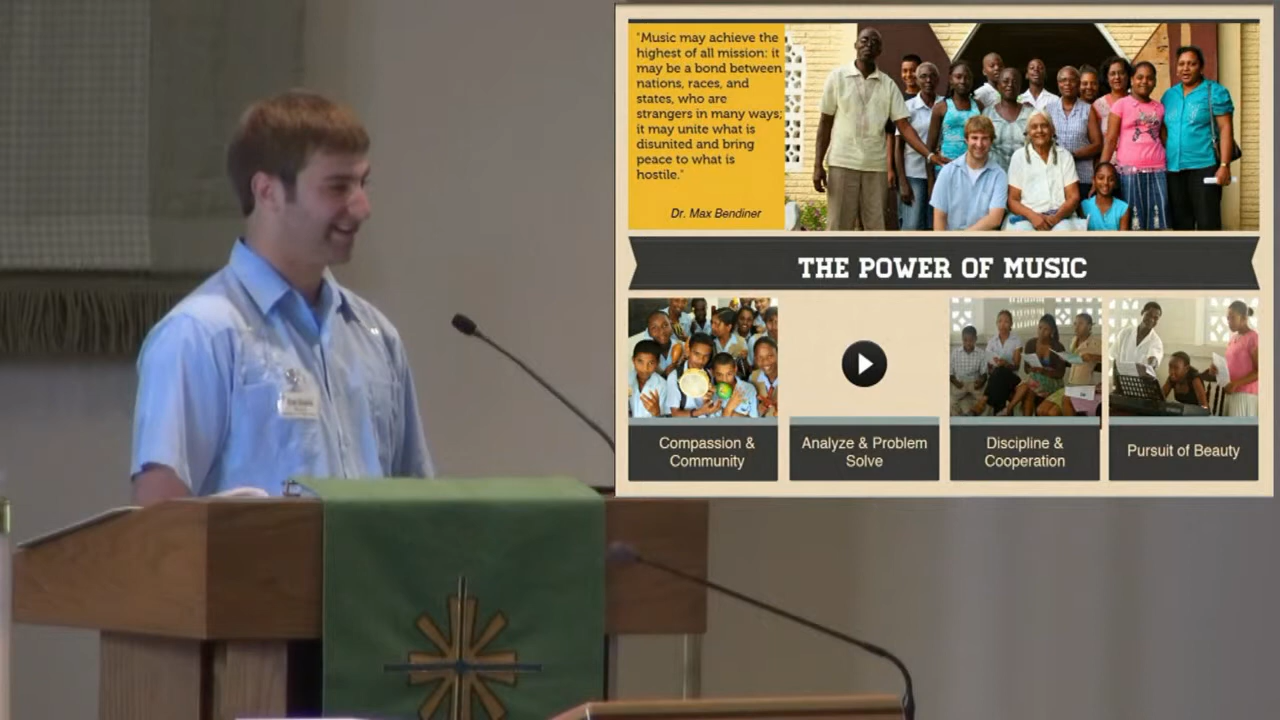 "Music may achieve the
highest of all mission: it
may be a bond between
nations, races, and
states, who are
strangers in many ways;
it may unite what is
disunited and bring
peace to what is
hostile."
Dr. Max Bendiner
THE POWER OF MUSIC
Compassion &
Community
Analyze & Problem
Solve
Discipline &
Cooperation
Pursuit of Beauty